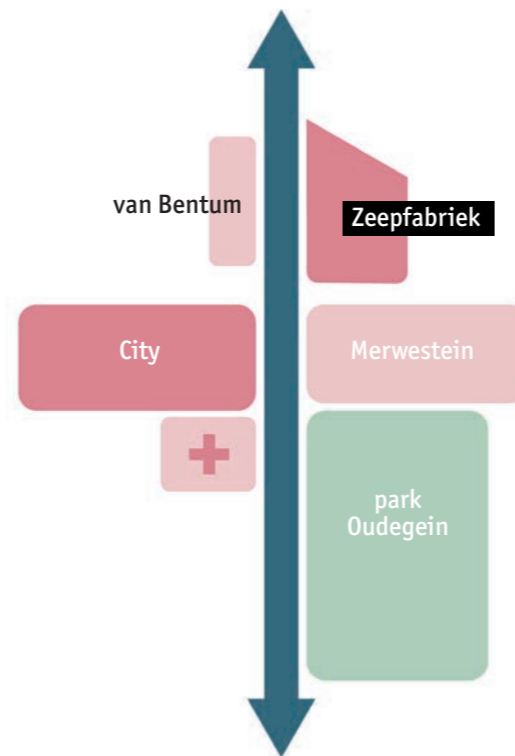 van Bentum
Zeepfabriek
City
Merwestein
park
Oudegein